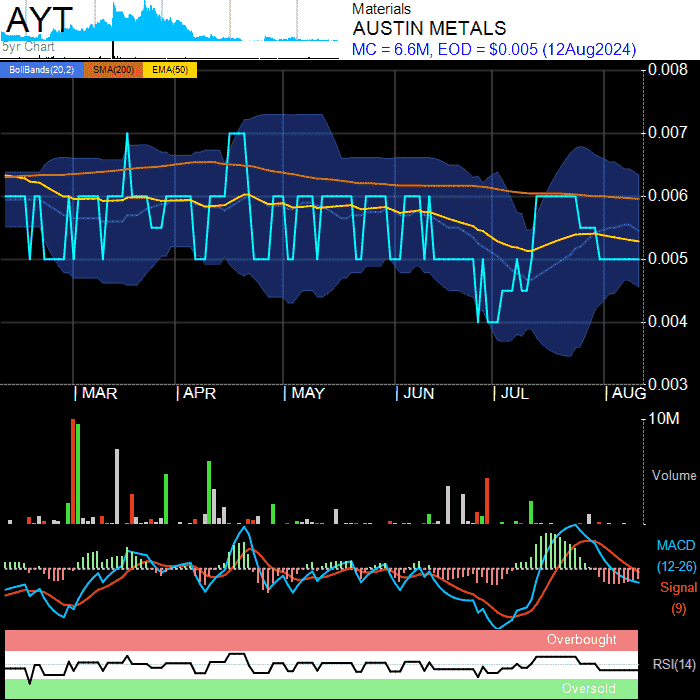 AYT
5yr Chart
Materials
AUSTIN METALS
MC = 6.6M, EOD = $0.005 (12Aug2024)
BollBands(20,2) SMA(200) EMA(50)
0.008
0.007
0.006
0.005
0.004
0.003
MAR APR MAY JUN JUL AUG
10M
Volume
MACD
(12-26)
Signal
(9)
Overbought
RSI(14)
Oversold